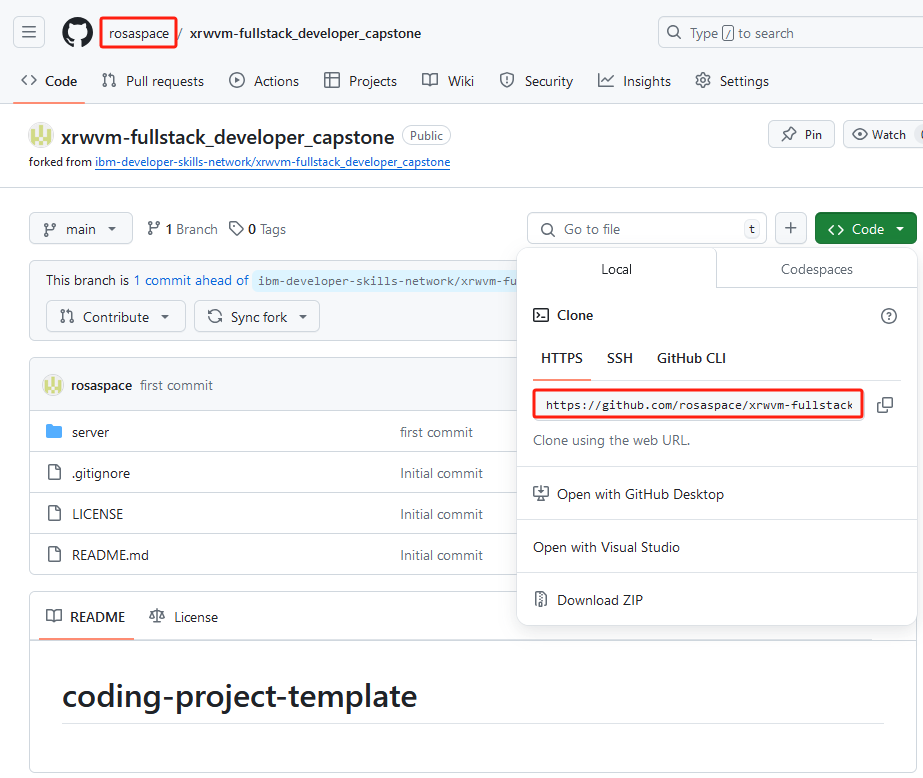 rosaspace / xrwvm-fullstack_developer_capstone Type / to search
Code Pull requests Actions Projects Wiki Security Insights Settings
xrwvm-fullstack_developer_capstone Public Pin Watch
forked from ibm-developer-skills-network/xrwvm-fullstack_developer_capstone
main 1 Branch 0 Tags Go to file t + Code
Local Codespaces
This branch is 1 commit ahead of ibm-developer-skills-network/xrwvm-fu
Contribute Sync fork
Clone
HTTPS SSH GitHub CLI
rosaspace first commit
https://github.com/rosaspace/xrwvm-fullstack
server first commit
Clone using the web URL.
.gitignore Initial commit
Open with GitHub Desktop
LICENSE Initial commit
Open with Visual Studio
README.md Initial commit
Download ZIP
README License
coding-project-template